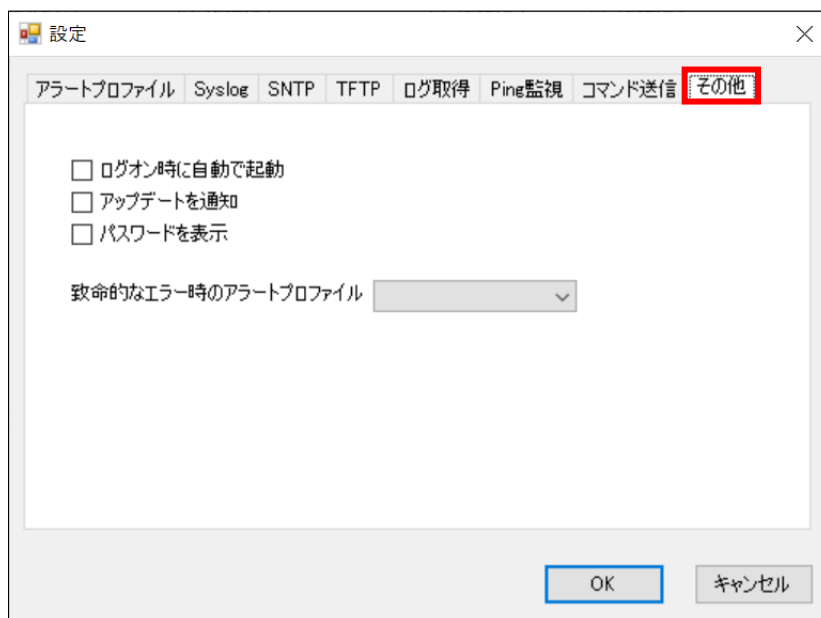 設定
アラートプロファイル Syslog SNTP TFTP ログ取得 Ping監視 コマンド送信 その他
ログオン時に自動で起動
アップデートを通知
パスワードを表示
致命的なエラー時のアラートプロファイル
OK キャンセル